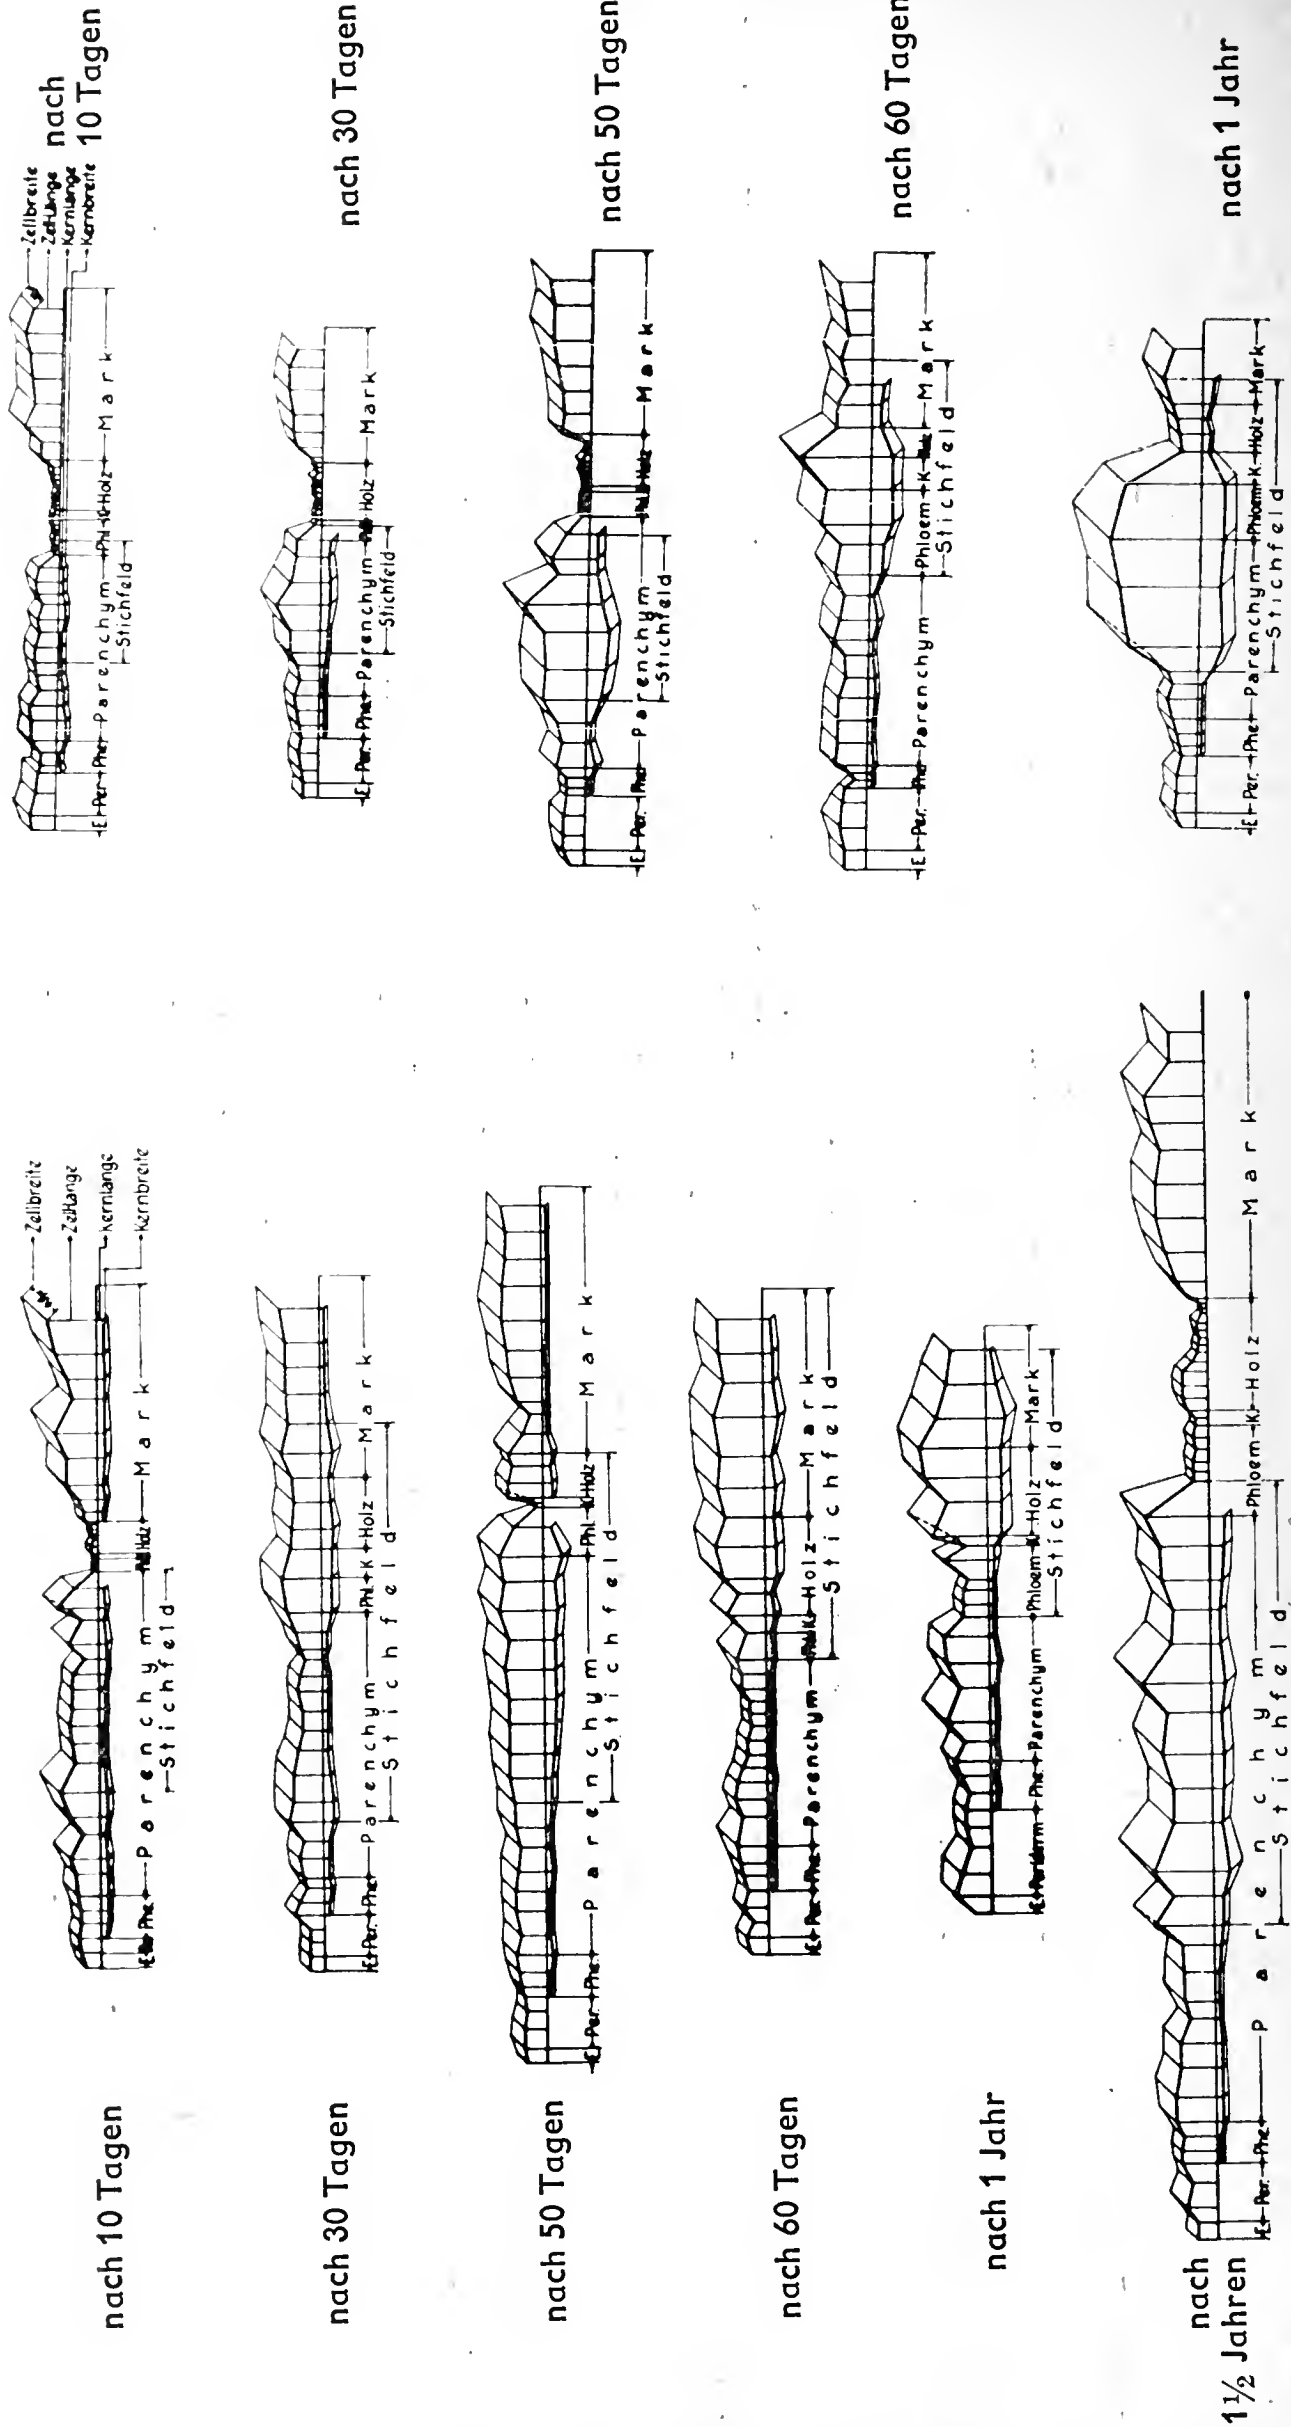 nach 10 Tagen
Zellbreite
Zellänge
Kernlänge
Kernbreite
E Phe Parenchym Holz Mark
Stichfeld
nach 30 Tagen
E Per. Phe Parenchym Phl. K Holz Mark
Stichfeld
nach 50 Tagen
E Per. Phe. Parenchym Phl. K Holz Mark
Stichfeld
nach 60 Tagen
E Per Phe Parenchym K Holz Mark
Stichfeld
nach 1 Jahr
E Periderm Phe. Parenchym Phloem K Holz Mark
Stichfeld
nach
1½ Jahren
E Per. Phe Parenchym Phloem K. Holz Mark
Stichfeld
nach
10 Tagen
Zellbreite
Zellänge
Kernlänge
Kernbreite
E Per Phe Parenchym Phl K Holz Mark
Stichfeld
nach 30 Tagen
E Per. Phe Parenchym Holz Mark
Stichfeld
nach 50 Tagen
E Per. Phe Parenchym Holz Mark
Stichfeld
nach 60 Tagen
E Per. Phe Parenchym Phloem K Mark
Stichfeld
nach 1 Jahr
E Per. Phe Parenchym Phloem K Holz Mark
Stichfeld